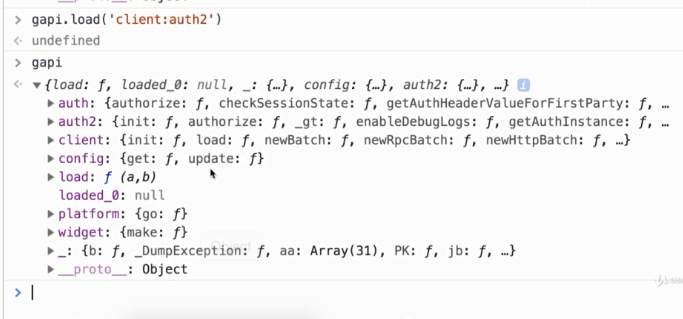 > gapi.load('client:auth2')
< undefined
> gapi
< ▼{load: ƒ, loaded_0: null, _: {…}, config: {…}, auth2: {…}, …} i
▶auth: {authorize: ƒ, checkSessionState: ƒ, getAuthHeaderValueForFirstParty: ƒ, …
▶auth2: {init: ƒ, authorize: ƒ, _gt: ƒ, enableDebugLogs: ƒ, getAuthInstance: ƒ, …
▶client: {init: ƒ, load: ƒ, newBatch: ƒ, newRpcBatch: ƒ, newHttpBatch: ƒ, …}
▶config: {get: ƒ, update: ƒ}
▶load: ƒ (a,b)
loaded_0: null
▶platform: {go: ƒ}
▶widget: {make: ƒ}
▶_: {b: ƒ, _DumpException: ƒ, aa: Array(31), PK: ƒ, jb: ƒ, …}
▶__proto__: Object
>